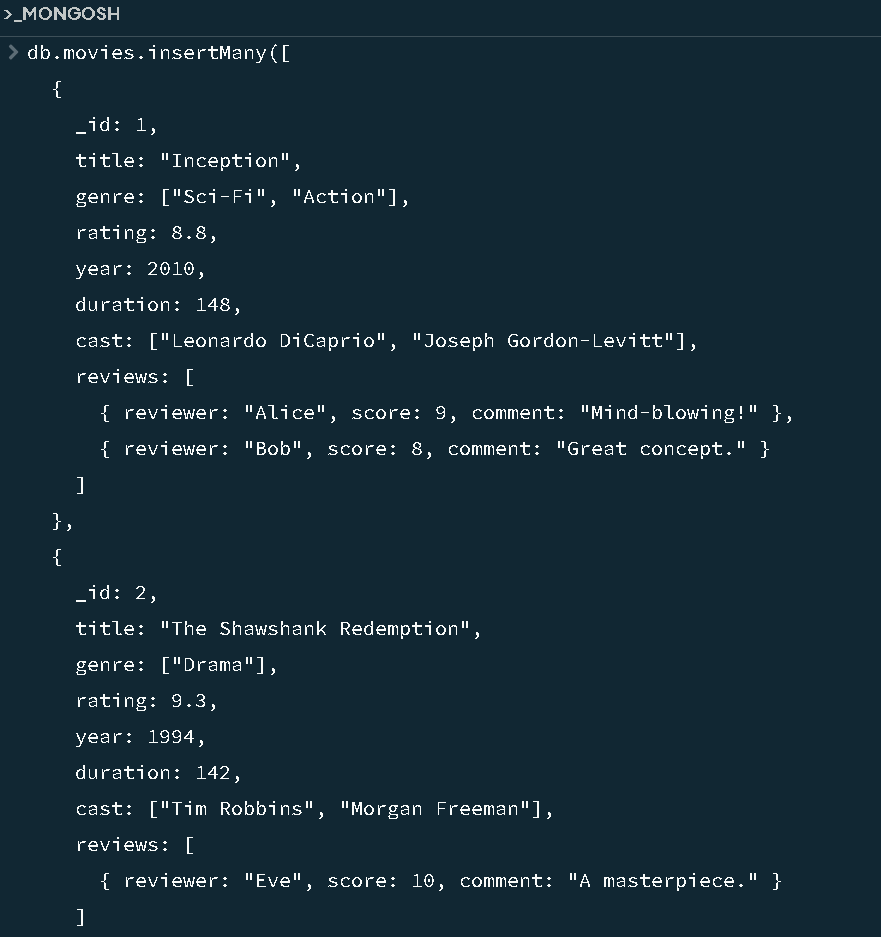 >_MONGOSH
> db.movies.insertMany([
{
_id: 1,
title: "Inception",
genre: ["Sci-Fi", "Action"],
rating: 8.8,
year: 2010,
duration: 148,
cast: ["Leonardo DiCaprio", "Joseph Gordon-Levitt"],
reviews: [
{ reviewer: "Alice", score: 9, comment: "Mind-blowing!" },
{ reviewer: "Bob", score: 8, comment: "Great concept." }
]
},
{
_id: 2,
title: "The Shawshank Redemption",
genre: ["Drama"],
rating: 9.3,
year: 1994,
duration: 142,
cast: ["Tim Robbins", "Morgan Freeman"],
reviews: [
{ reviewer: "Eve", score: 10, comment: "A masterpiece." }
]